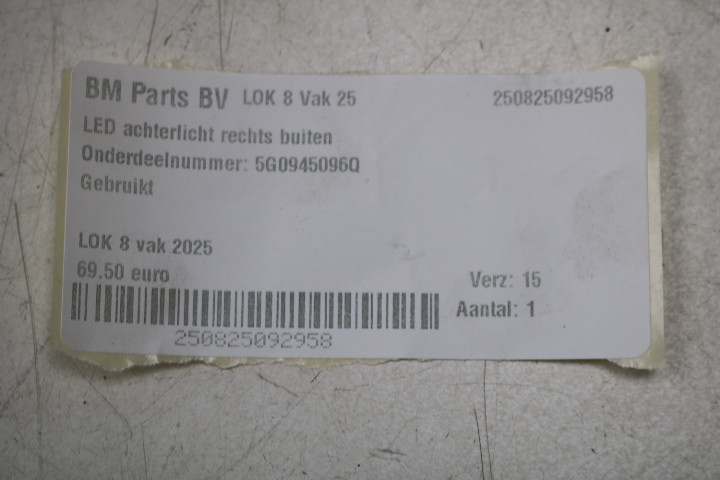 BM Parts BV LOK 8 Vak 25 250825092958
LED achterlicht rechts buiten
Onderdeelnummer: 5G0945096Q
Gebruikt
LOK 8 vak 2025
69.50 euro Verz: 15
Aantal: 1
250825092958